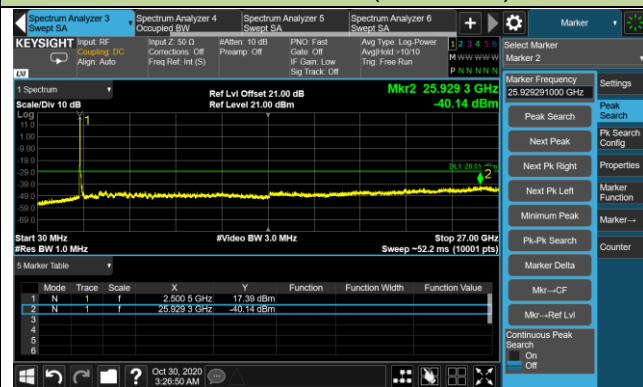 Spectrum Analyzer 3
Swept SA
Spectrum Analyzer 4
Occupied BW
Spectrum Analyzer 5
Swept SA
Spectrum Analyzer 6
Swept SA
+
Marker
KEYSIGHT
Input: RF
Coupling: DC
Align: Auto
Input Z: 50 Ω
Corrections: Off
Freq Ref: Int (S)
#Atten: 10 dB
Preamp: Off
PNO: Fast
Gate: Off
IF Gain: Low
Sig Track: Off
Avg Type: Log-Power
Avg|Hold >10/10
Trig: Free Run
1 2 3 4 5 6
M W W W W W
P N N N N N
LXI
Select Marker
Marker 2
1 Spectrum
Scale/Div 10 dB
Ref Lvl Offset 21.00 dB
Ref Level 21.00 dBm
Mkr2 25.929 3 GHz
-40.14 dBm
Log
11.0
1.00
-9.00
-19.0
-29.0
-39.0
-49.0
-59.0
-69.0
1
DL1 -28.01 dBm
2
Start 30 MHz
#Res BW 1.0 MHz
#Video BW 3.0 MHz
Stop 27.00 GHz
Sweep ~52.2 ms (10001 pts)
5 Marker Table
Mode Trace Scale X Y Function Function Width Function Value
1 N 1 f 2.500 5 GHz 17.39 dBm
2 N 1 f 25.929 3 GHz -40.14 dBm
3
4
5
6
Marker Frequency
25.929291000 GHz
Peak Search
Next Peak
Next Pk Right
Next Pk Left
Minimum Peak
Pk-Pk Search
Marker Delta
Mkr→CF
Mkr→Ref Lvl
Continuous Peak Search
On
Off
Settings
Peak Search
Pk Search Config
Properties
Marker Function
Marker→
Counter
?
Oct 30, 2020
3:26:50 AM